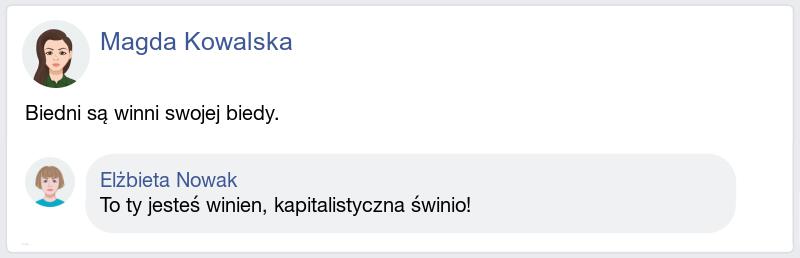 Magda Kowalska
Biedni są winni swojej biedy.
Elżbieta Nowak
To ty jesteś winien, kapitalistyczna świnio!